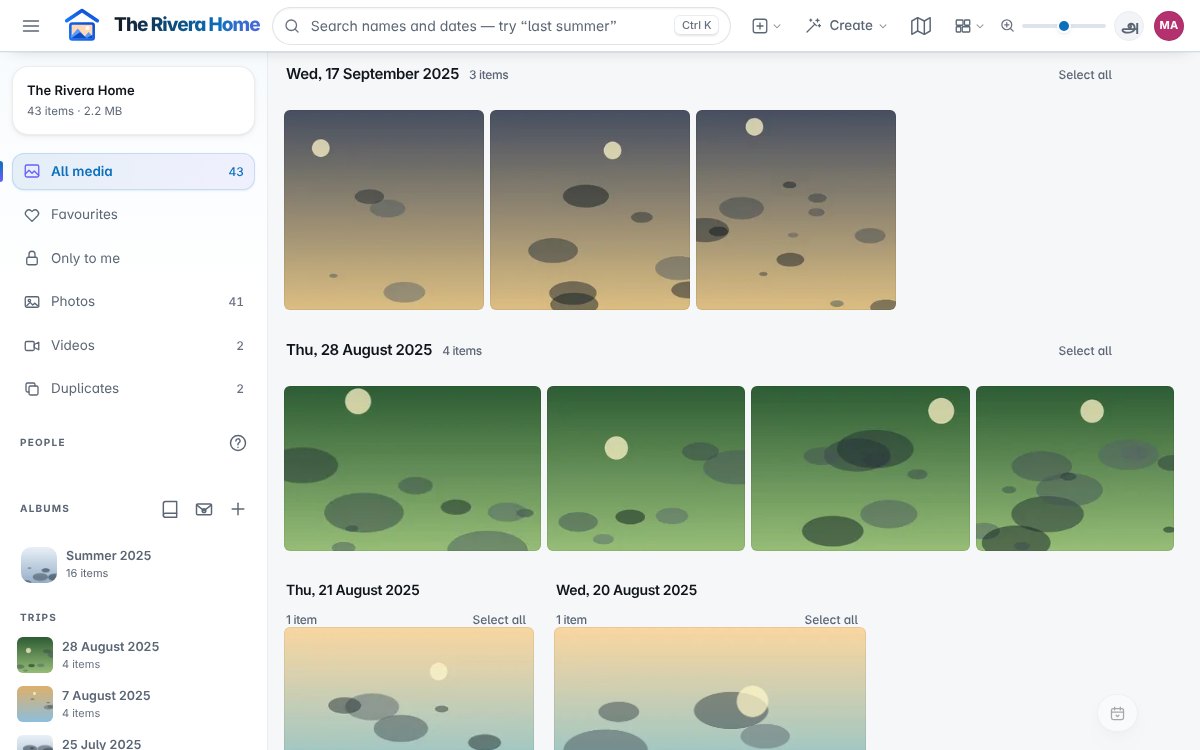 The Rivera Home
Search names and dates — try “last summer”
Ctrl K
Create
அ
MA
The Rivera Home
43 items · 2.2 MB
All media 43
Favourites
Only to me
Photos 41
Videos 2
Duplicates 2
PEOPLE
ALBUMS
Summer 2025
16 items
TRIPS
28 August 2025
4 items
7 August 2025
4 items
25 July 2025
Wed, 17 September 2025 3 items Select all
Thu, 28 August 2025 4 items Select all
Thu, 21 August 2025
1 item Select all
Wed, 20 August 2025
1 item Select all